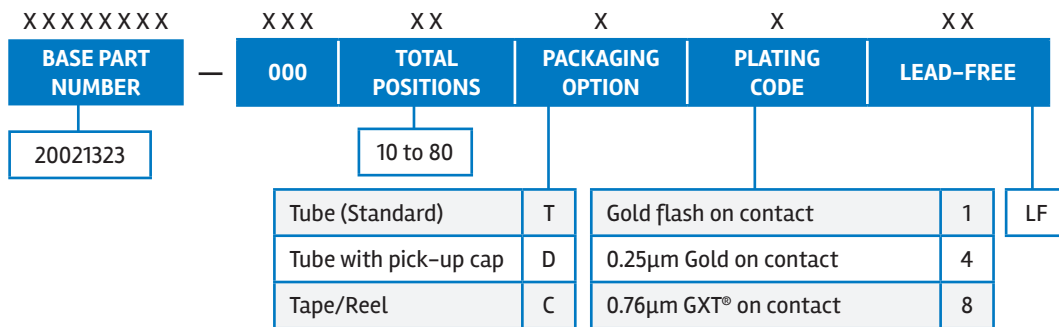 XXXXXXXX XXX XX X X XX
BASE PART NUMBER — 000 TOTAL POSITIONS PACKAGING OPTION PLATING CODE LEAD-FREE
20021323 10 to 80
Tube (Standard) T Gold flash on contact 1 LF
Tube with pick-up cap D 0.25µm Gold on contact 4
Tape/Reel C 0.76µm GXT® on contact 8